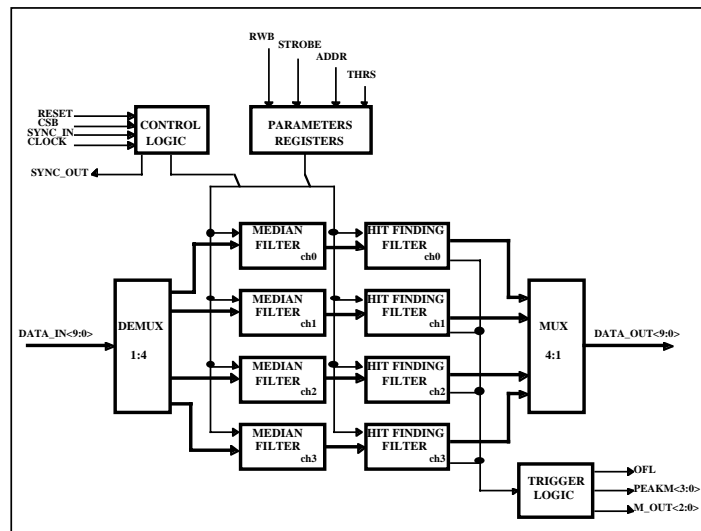 RWB
STROBE
ADDR
THRS
RESET
CSB
SYNC_IN
CLOCK
CONTROL
LOGIC
PARAMETERS
REGISTERS
SYNC_OUT
MEDIAN
FILTER
ch0
HIT FINDING
FILTER
ch0
MEDIAN
FILTER
ch1
HIT FINDING
FILTER
ch1
DATA_IN<9:0>
DEMUX
1:4
MUX
4:1
DATA_OUT<9:0>
MEDIAN
FILTER
ch2
HIT FINDING
FILTER
ch2
MEDIAN
FILTER
ch3
HIT FINDING
FILTER
ch3
TRIGGER
LOGIC
OFL
PEAKM<3:0>
M_OUT<2:0>